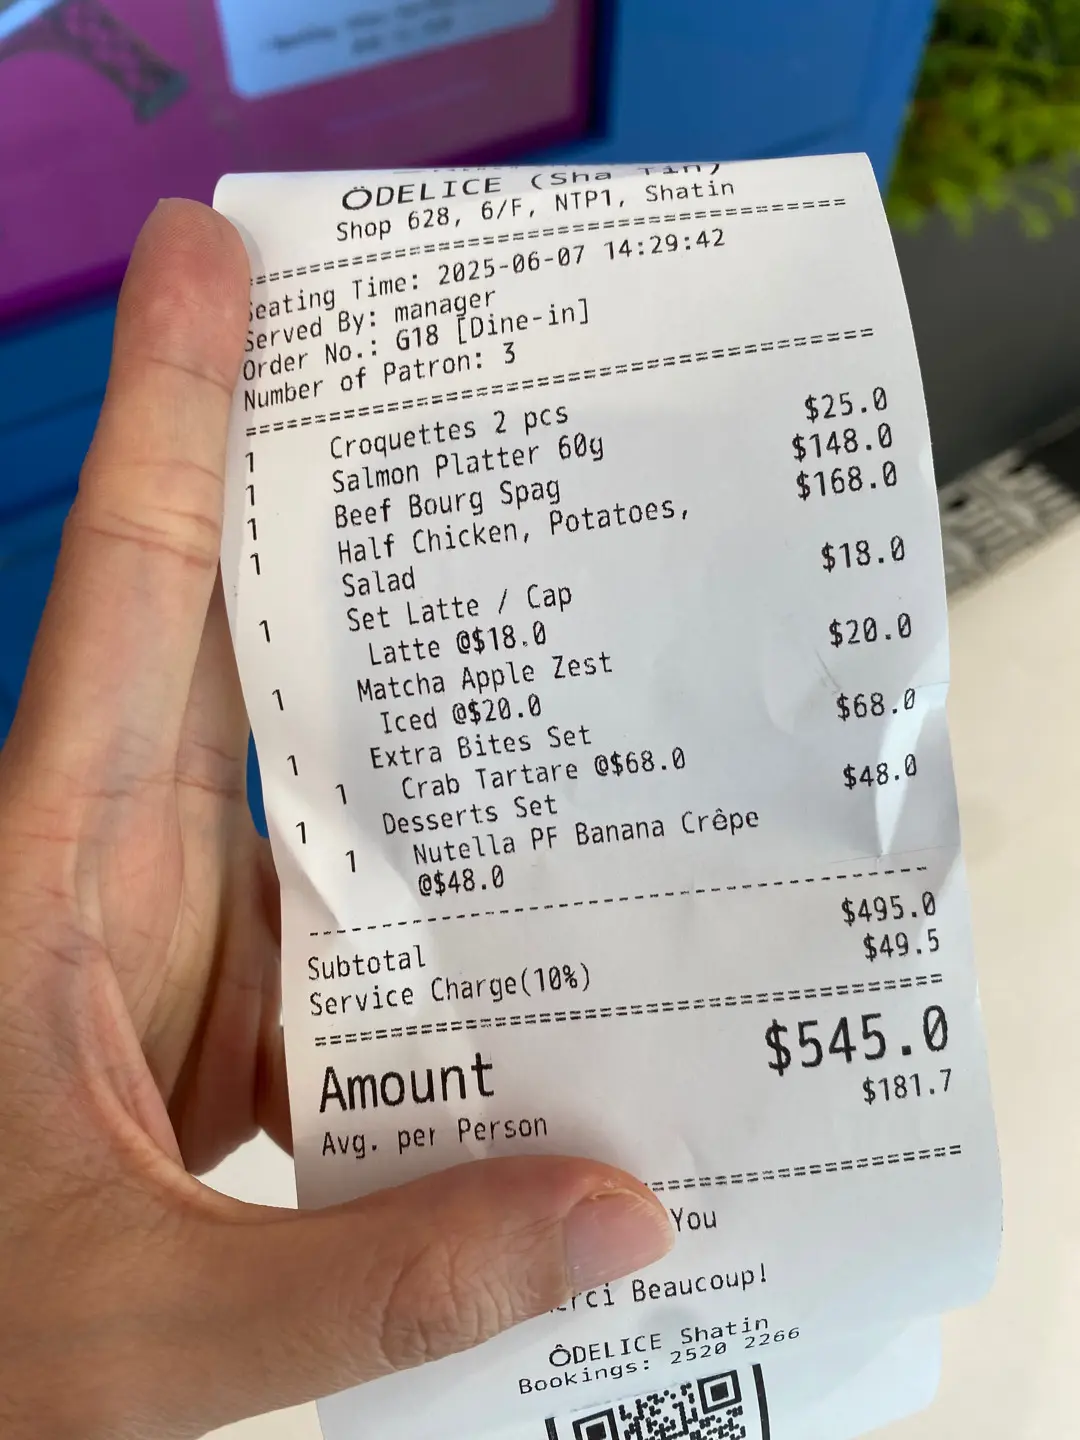 ÖDELICE (Sha Tin)
Shop 628, 6/F, NTP1, Shatin
======================================
Seating Time: 2025-06-07 14:29:42
Served By: manager
Order No.: G18 [Dine-in]
Number of Patron: 3
======================================
1 Croquettes 2 pcs
1 Salmon Platter 60g $25.0
1 Beef Bourg Spag $148.0
1 Half Chicken, Potatoes, $168.0
Salad
1 Set Latte / Cap $18.0
Latte @$18.0
1 Matcha Apple Zest $20.0
Iced @$20.0
1 Extra Bites Set $68.0
1 Crab Tartare @$68.0
1 Desserts Set $48.0
1 Nutella PF Banana Crêpe
@$48.0
--------------------------------------
Subtotal $495.0
Service Charge(10%) $49.5
======================================
Amount $545.0
Avg. per Person $181.7
======================
You
Beaucoup!
ÔDELICE Shatin
Bookings: 2520 2266